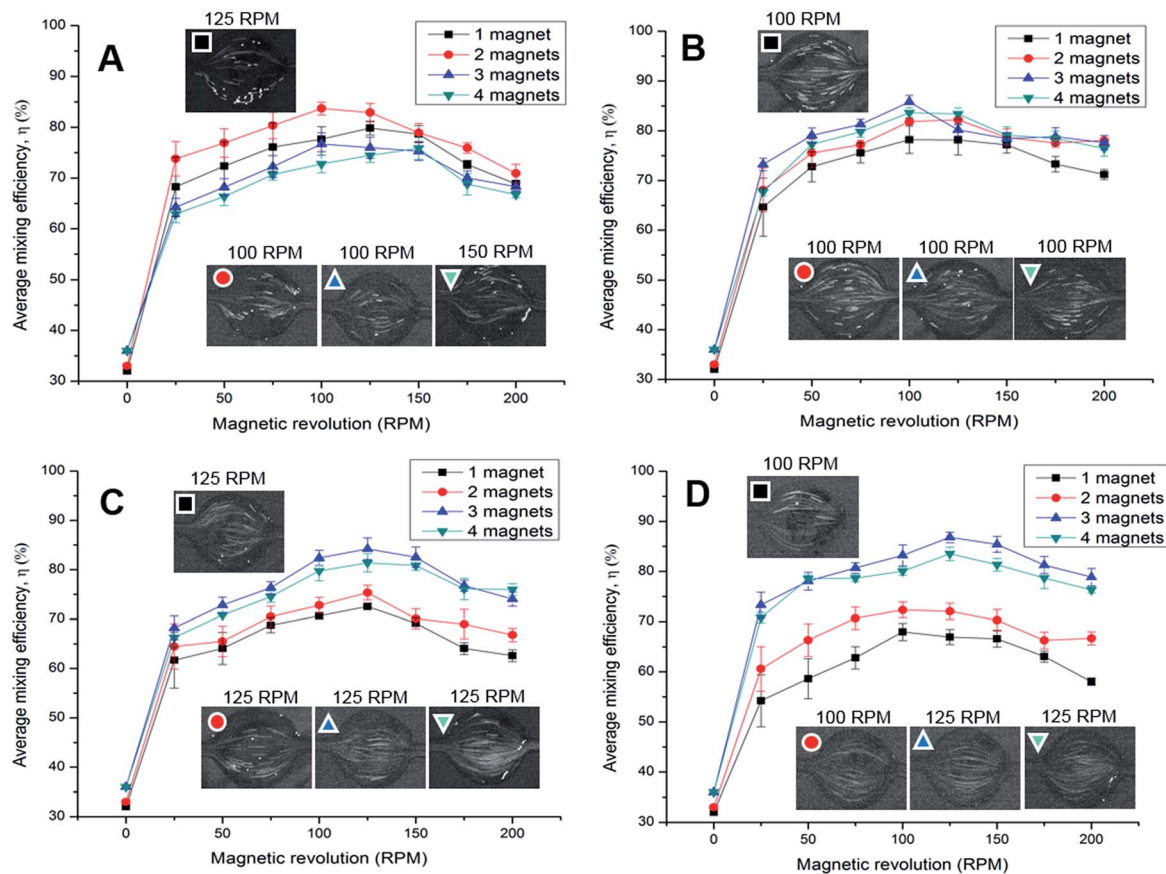 A
125 RPM
1 magnet
2 magnets
3 magnets
4 magnets
100 RPM 100 RPM 150 RPM
Average mixing efficiency, η (%)
100
90
80
70
60
50
40
30
0 50 100 150 200
Magnetic revolution (RPM)
B
100 RPM
1 magnet
2 magnets
3 magnets
4 magnets
100 RPM 100 RPM 100 RPM
Average mixing efficiency, η (%)
100
90
80
70
60
50
40
30
0 50 100 150 200
Magnetic revolution (RPM)
C
125 RPM
1 magnet
2 magnets
3 magnets
4 magnets
125 RPM 125 RPM 125 RPM
Average mixing efficiency, η (%)
100
90
80
70
60
50
40
30
0 50 100 150 200
Magnetic revolution (RPM)
D
100 RPM
1 magnet
2 magnets
3 magnets
4 magnets
100 RPM 125 RPM 125 RPM
Average mixing efficiency, η (%)
100
90
80
70
60
50
40
30
0 50 100 150 200
Magnetic revolution (RPM)